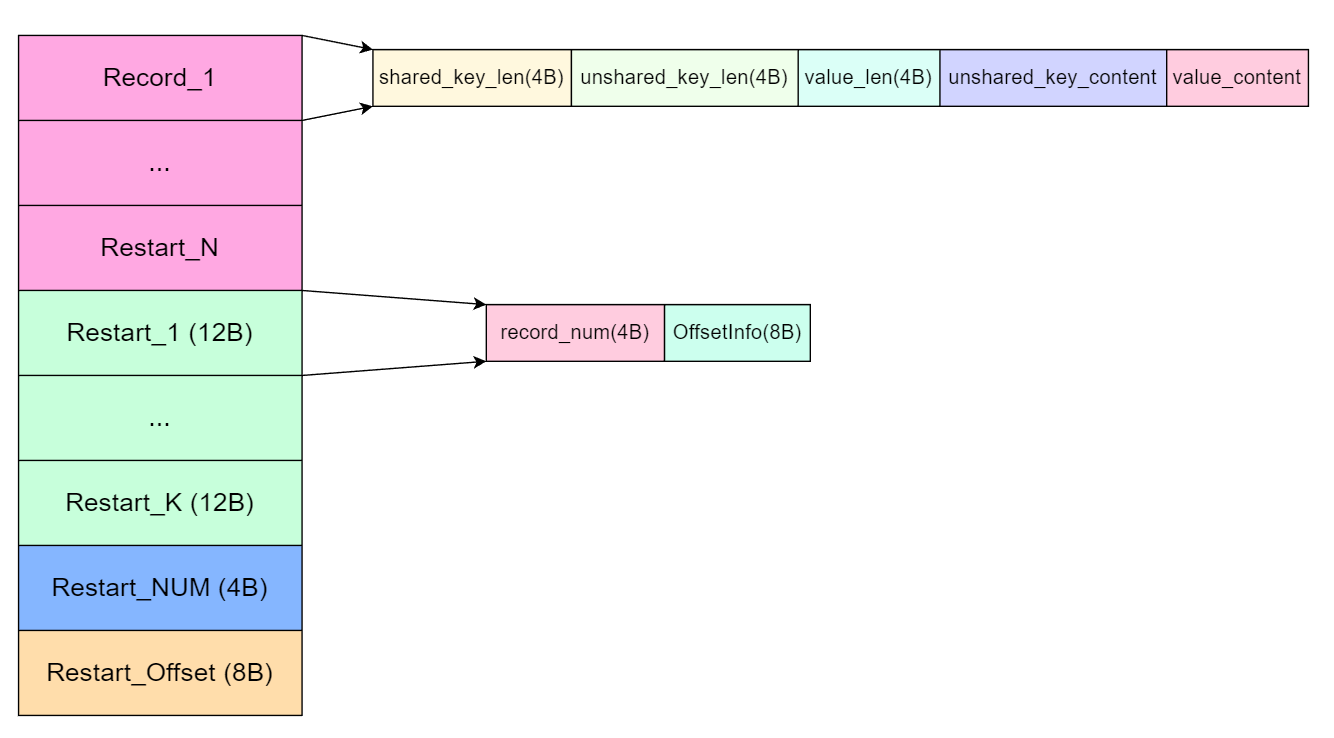 Record_1
shared_key_len(4B)
unshared_key_len(4B)
value_len(4B)
unshared_key_content
value_content
...
Restart_N
Restart_1 (12B)
record_num(4B)
OffsetInfo(8B)
...
Restart_K (12B)
Restart_NUM (4B)
Restart_Offset (8B)